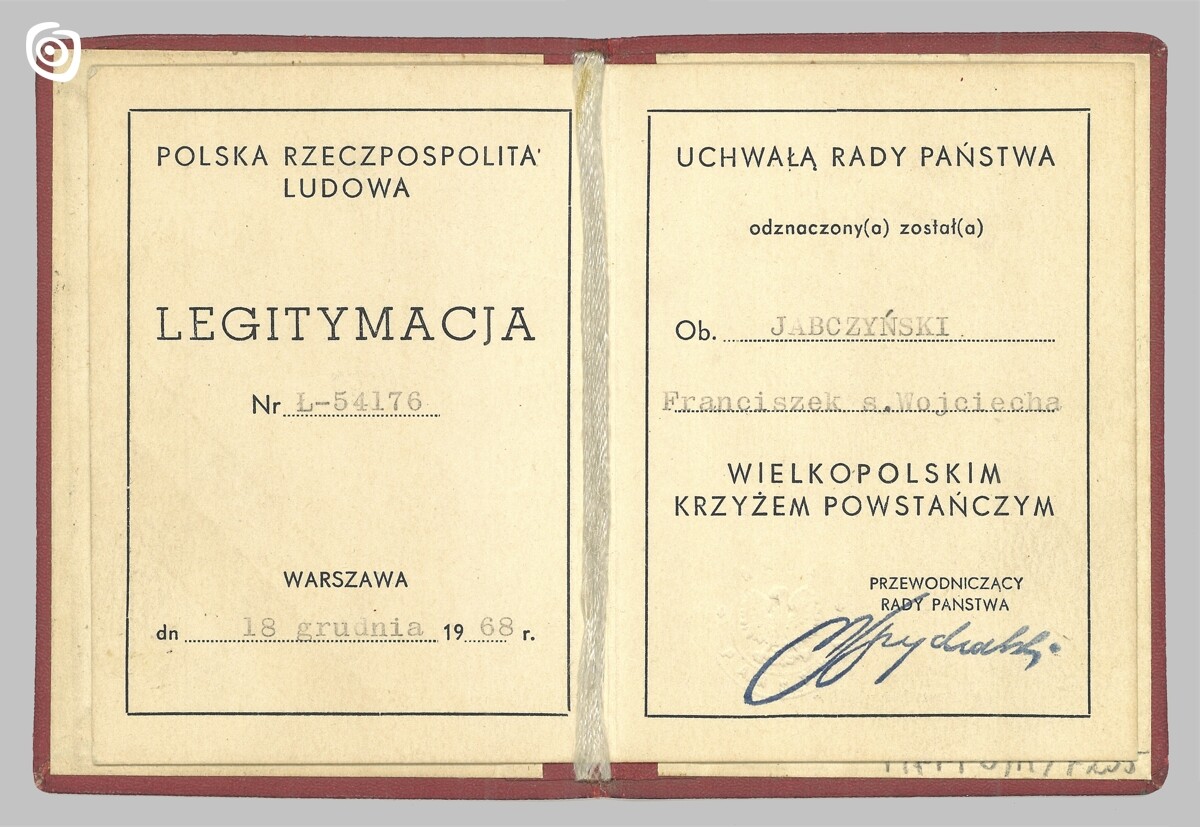 POLSKA RZECZPOSPOLITA
LUDOWA
LEGITYMACJA
Nr Ł-54176
WARSZAWA
dn 18 grudnia 1968 r.
UCHWAŁĄ RADY PAŃSTWA
odznaczony(a) został(a)
Ob. JABCZYŃSKI
Franciszek s.Wojciecha
WIELKOPOLSKIM
KRZYŻEM POWSTAŃCZYM
PRZEWODNICZĄCY
RADY PAŃSTWA